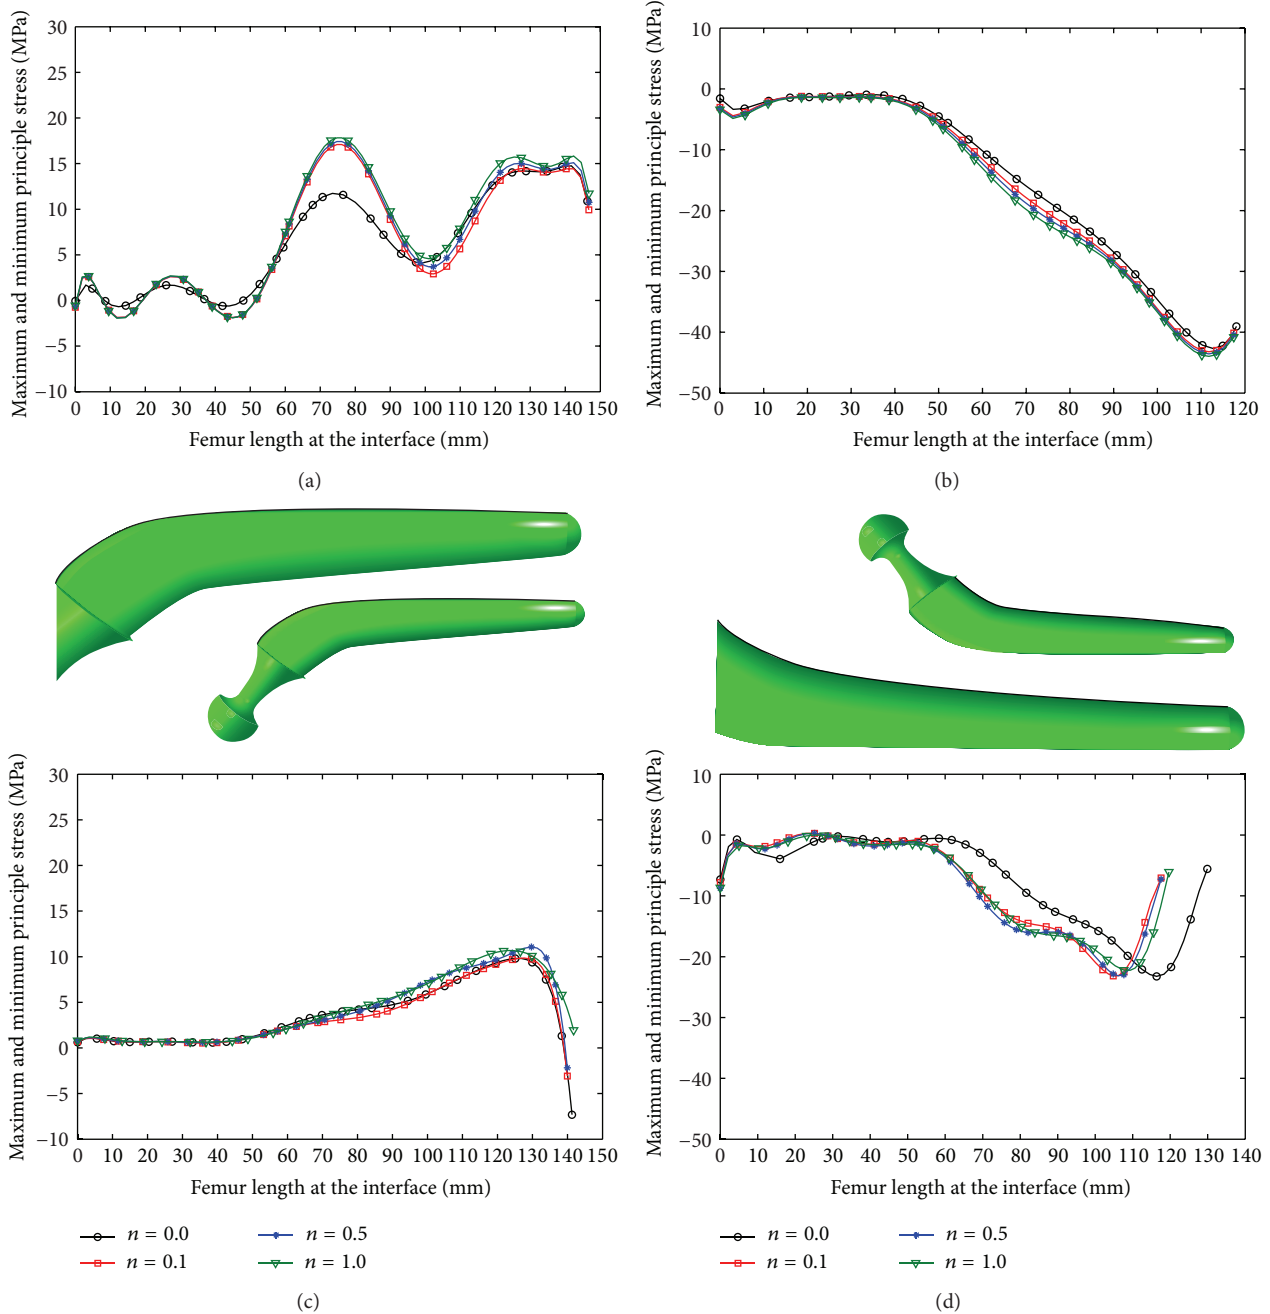 Maximum and minimum principle stress (MPa)
30
25
20
15
10
5
0
−5
−10
0 10 20 30 40 50 60 70 80 90 100 110 120 130 140 150
Femur length at the interface (mm)
(a)
Maximum and minimum principle stress (MPa)
10
0
−10
−20
−30
−40
−50
0 10 20 30 40 50 60 70 80 90 100 110 120
Femur length at the interface (mm)
(b)
Maximum and minimum principle stress (MPa)
30
25
20
15
10
5
0
−5
−10
0 10 20 30 40 50 60 70 80 90 100 110 120 130 140 150
Femur length at the interface (mm)
n = 0.0
n = 0.1
n = 0.5
n = 1.0
(c)
Maximum and minimum principle stress (MPa)
10
0
−10
−20
−30
−40
−50
0 10 20 30 40 50 60 70 80 90 100 110 120 130 140
Femur length at the interface (mm)
n = 0.0
n = 0.1
n = 0.5
n = 1.0
(d)